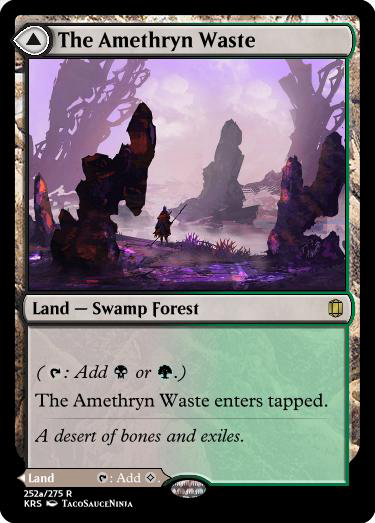 The Amethryn Waste
Land — Swamp Forest
( : Add or .)
The Amethryn Waste enters tapped.
A desert of bones and exiles.
Land : Add .
252a/275 R
KRS TacoSauceNinja